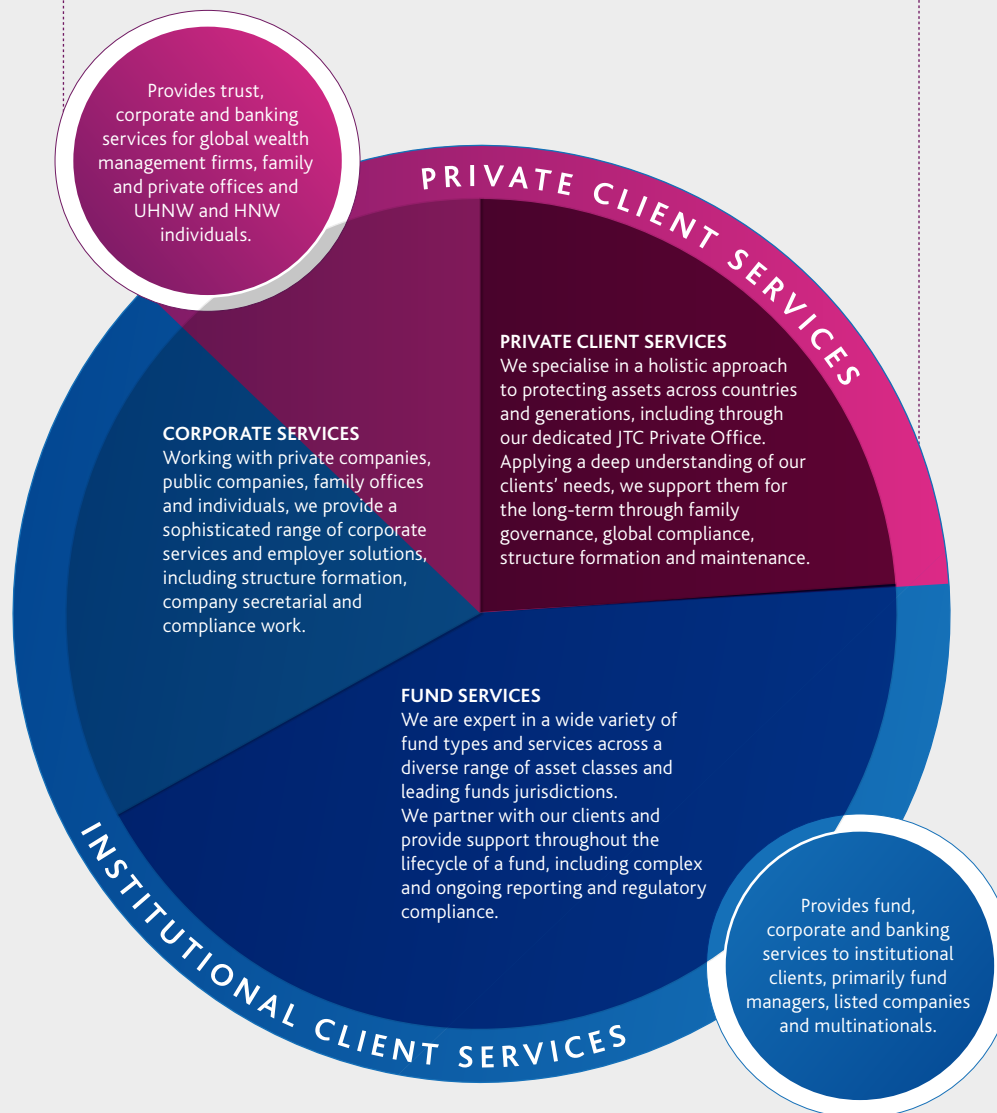 Provides trust,
corporate and banking
services for global wealth
management firms, family
and private offices and
UHNW and HNW
individuals.
PRIVATE CLIENT SERVICES
PRIVATE CLIENT SERVICES
We specialise in a holistic approach
to protecting assets across countries
and generations, including through
our dedicated JTC Private Office.
Applying a deep understanding of our
clients’ needs, we support them for
the long-term through family
governance, global compliance,
structure formation and maintenance.
CORPORATE SERVICES
Working with private companies,
public companies, family offices
and individuals, we provide a
sophisticated range of corporate
services and employer solutions,
including structure formation,
company secretarial and
compliance work.
FUND SERVICES
We are expert in a wide variety of
fund types and services across a
diverse range of asset classes and
leading funds jurisdictions.
We partner with our clients and
provide support throughout the
lifecycle of a fund, including complex
and ongoing reporting and regulatory
compliance.
INSTITUTIONAL CLIENT SERVICES
Provides fund,
corporate and banking
services to institutional
clients, primarily fund
managers, listed companies
and multinationals.